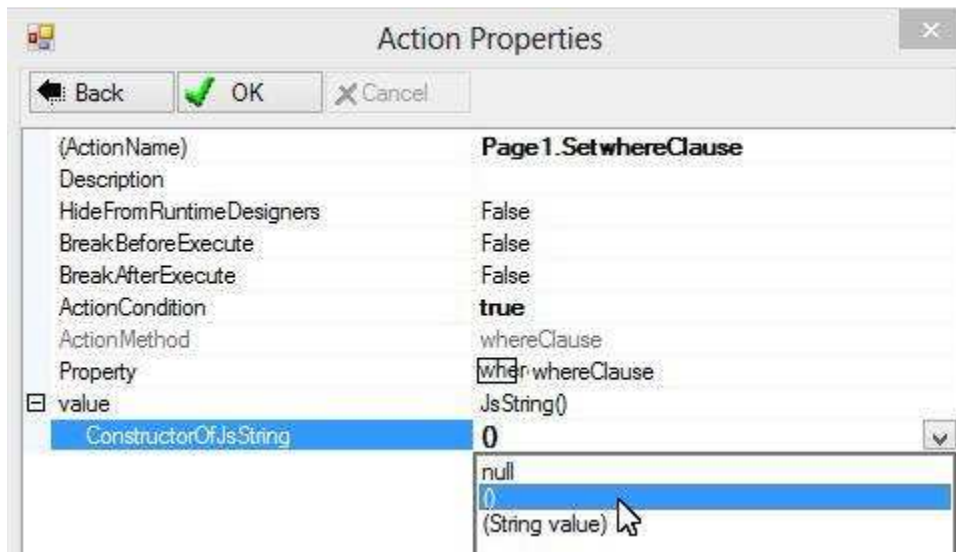 Action Properties
Back OK Cancel
(ActionName) Page1.SetwhereClause
Description
HideFromRuntimeDesigners False
BreakBeforeExecute False
BreakAfterExecute False
ActionCondition true
ActionMethod whereClause
Property wher whereClause
value JsString()
ConstructorOfJsString ()
null
()
(String value)